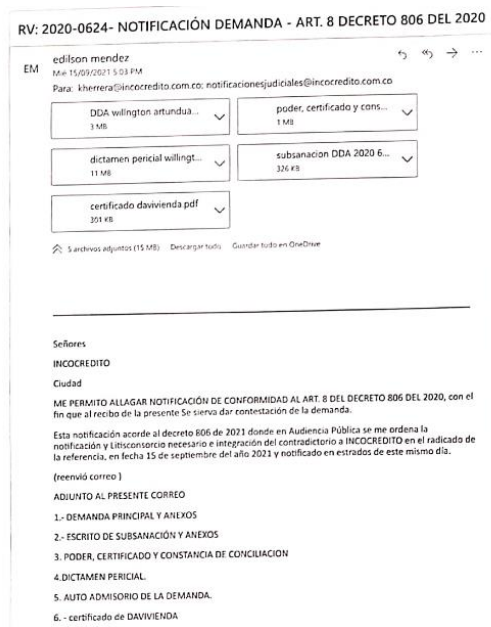 RV: 2020-0624- NOTIFICACIÓN DEMANDA - ART. 8 DECRETO 806 DEL 2020
EM
edilson mendez
Mié 15/09/2021 5:03 PM
Para: kherrera@incocredito.com.co; notificacionesjudiciales@incocredito.com.co
DDA willngton artundua...
3 MB
poder, certificado y cons...
1 MB
dictamen pericial willingt...
11 MB
subsanacion DDA 2020 6...
326 KB
certificado davivienda pdf
301 KB
5 archivos adjuntos (15 MB) Descargar todo Guardar todo en OneDrive
Señores
INCOCREDITO
Ciudad
ME PERMITO ALLAGAR NOTIFICACIÓN DE CONFORMIDAD AL ART. 8 DEL DECRETO 806 DEL 2020, con el
fin que al recibo de la presente Se sierva dar contestación de la demanda.
Esta notificación acorde al decreto 806 de 2021 donde en Audiencia Pública se me ordena la
notificación y Litisconsorcio necesario e integración del contradictorio a INCOCREDITO en el radicado de
la referencia, en fecha 15 de septiembre del año 2021 y notificado en estrados de este mismo día.
(reenvió correo )
ADJUNTO AL PRESENTE CORREO
1.- DEMANDA PRINCIPAL Y ANEXOS
2.- ESCRITO DE SUBSANACIÓN Y ANEXOS
3. PODER, CERTIFICADO Y CONSTANCIA DE CONCILIACION
4.DICTAMEN PERICIAL.
5. AUTO ADMISORIO DE LA DEMANDA.
6. - certificado de DAVIVIENDA